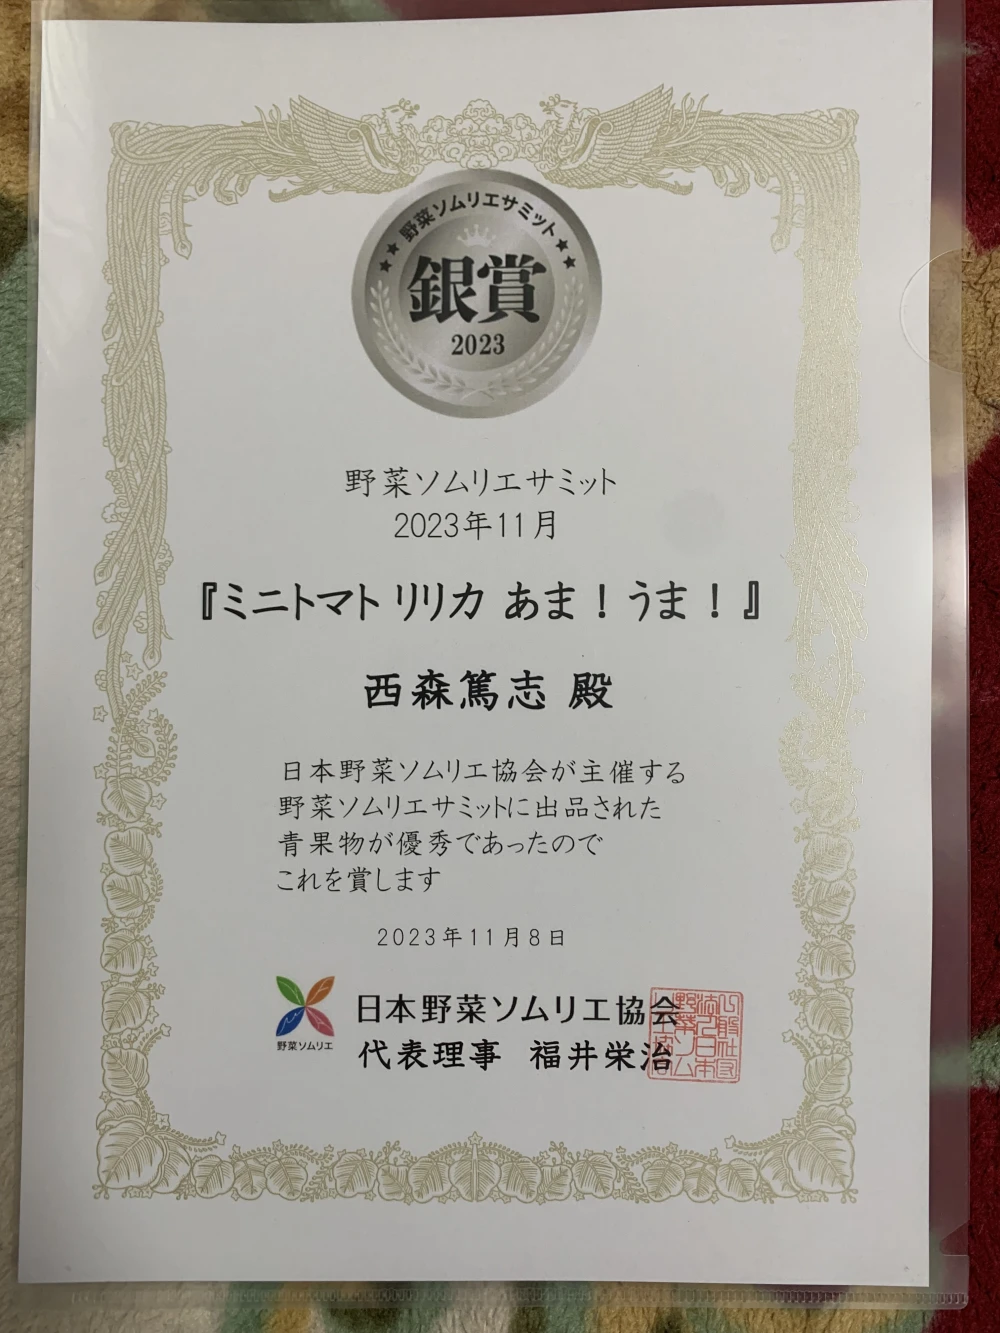 ★★野菜ソムリエサミット★★
銀賞
2023
野菜ソムリエサミット
2023年11月
『ミニトマト リリカ あま！うま！』
西森篤志 殿
日本野菜ソムリエ協会が主催する
野菜ソムリエサミットに出品された
青果物が優秀であったので
これを賞します
2023年11月8日
野菜ソムリエ
日本野菜ソムリエ協会
代表理事 福井栄治